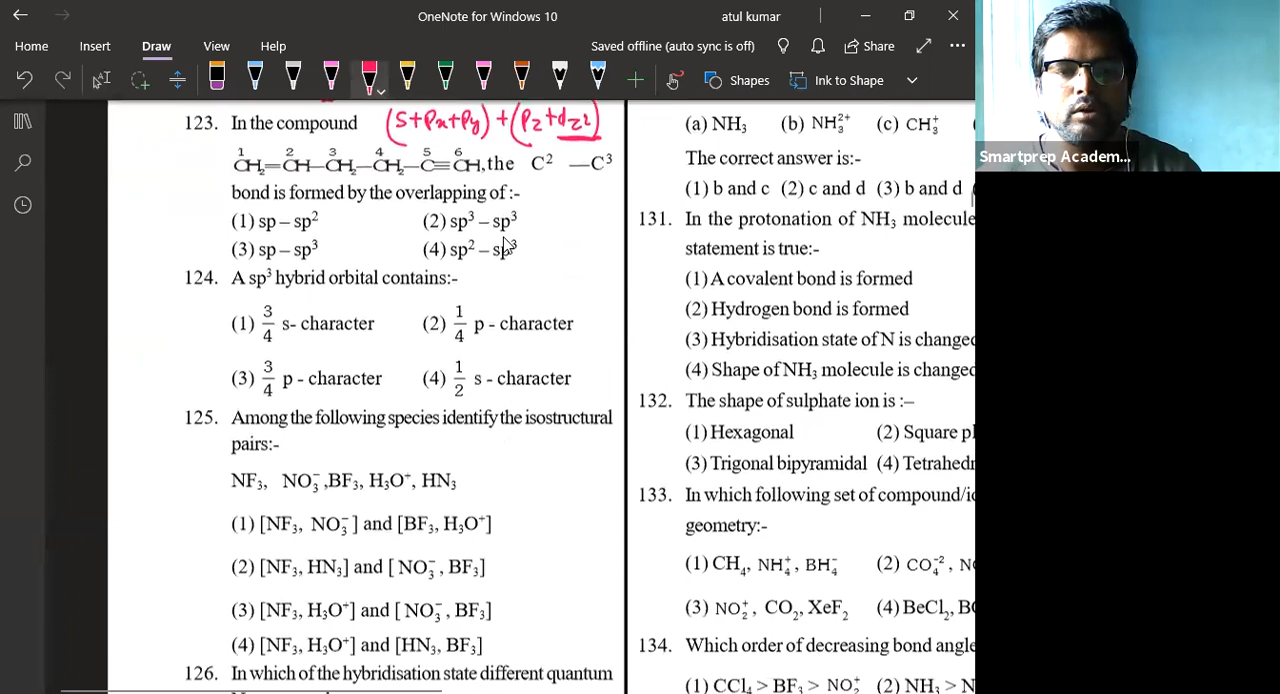 OneNote for Windows 10
atul kumar
Home Insert Draw View Help
Saved offline (auto sync is off) Share
Shapes Ink to Shape
(S+Px+Py) + (Pz+dz²)
123. In the compound
¹CH₂=²CH–³CH₂–⁴CH₂–⁵C≡⁶CH, the C² —C³
bond is formed by the overlapping of :-
(1) sp – sp² (2) sp³ – sp³
(3) sp – sp³ (4) sp² – sp³
124. A sp³ hybrid orbital contains:-
(1) 3/4 s- character (2) 1/4 p - character
(3) 3/4 p - character (4) 1/2 s - character
125. Among the following species identify the isostructural
pairs:-
NF₃, NO₃⁻ ,BF₃, H₃O⁺, HN₃
(1) [NF₃, NO₃⁻] and [BF₃, H₃O⁺]
(2) [NF₃, HN₃] and [ NO₃⁻, BF₃]
(3) [NF₃, H₃O⁺] and [ NO₃⁻, BF₃]
(4) [NF₃, H₃O⁺] and [HN₃, BF₃]
126. In which of the hybridisation state different quantum
(a) NH₃ (b) NH₃²⁺ (c) CH₃⁺ (
The correct answer is:-
(1) b and c (2) c and d (3) b and d (
131. In the protonation of NH₃ molecule
statement is true:-
(1) A covalent bond is formed
(2) Hydrogen bond is formed
(3) Hybridisation state of N is changed
(4) Shape of NH₃ molecule is changed
132. The shape of sulphate ion is :–
(1) Hexagonal (2) Square pl
(3) Trigonal bipyramidal (4) Tetrahedr
133. In which following set of compound/io
geometry:-
(1) CH₄, NH₄⁺, BH₄⁻ (2) CO₄⁻², N
(3) NO₂⁺, CO₂, XeF₂ (4) BeCl₂, B
134. Which order of decreasing bond angle
(1) CCl₄ > BF₃ > NO₂⁺ (2) NH₃ > N
Smartprep Academ...